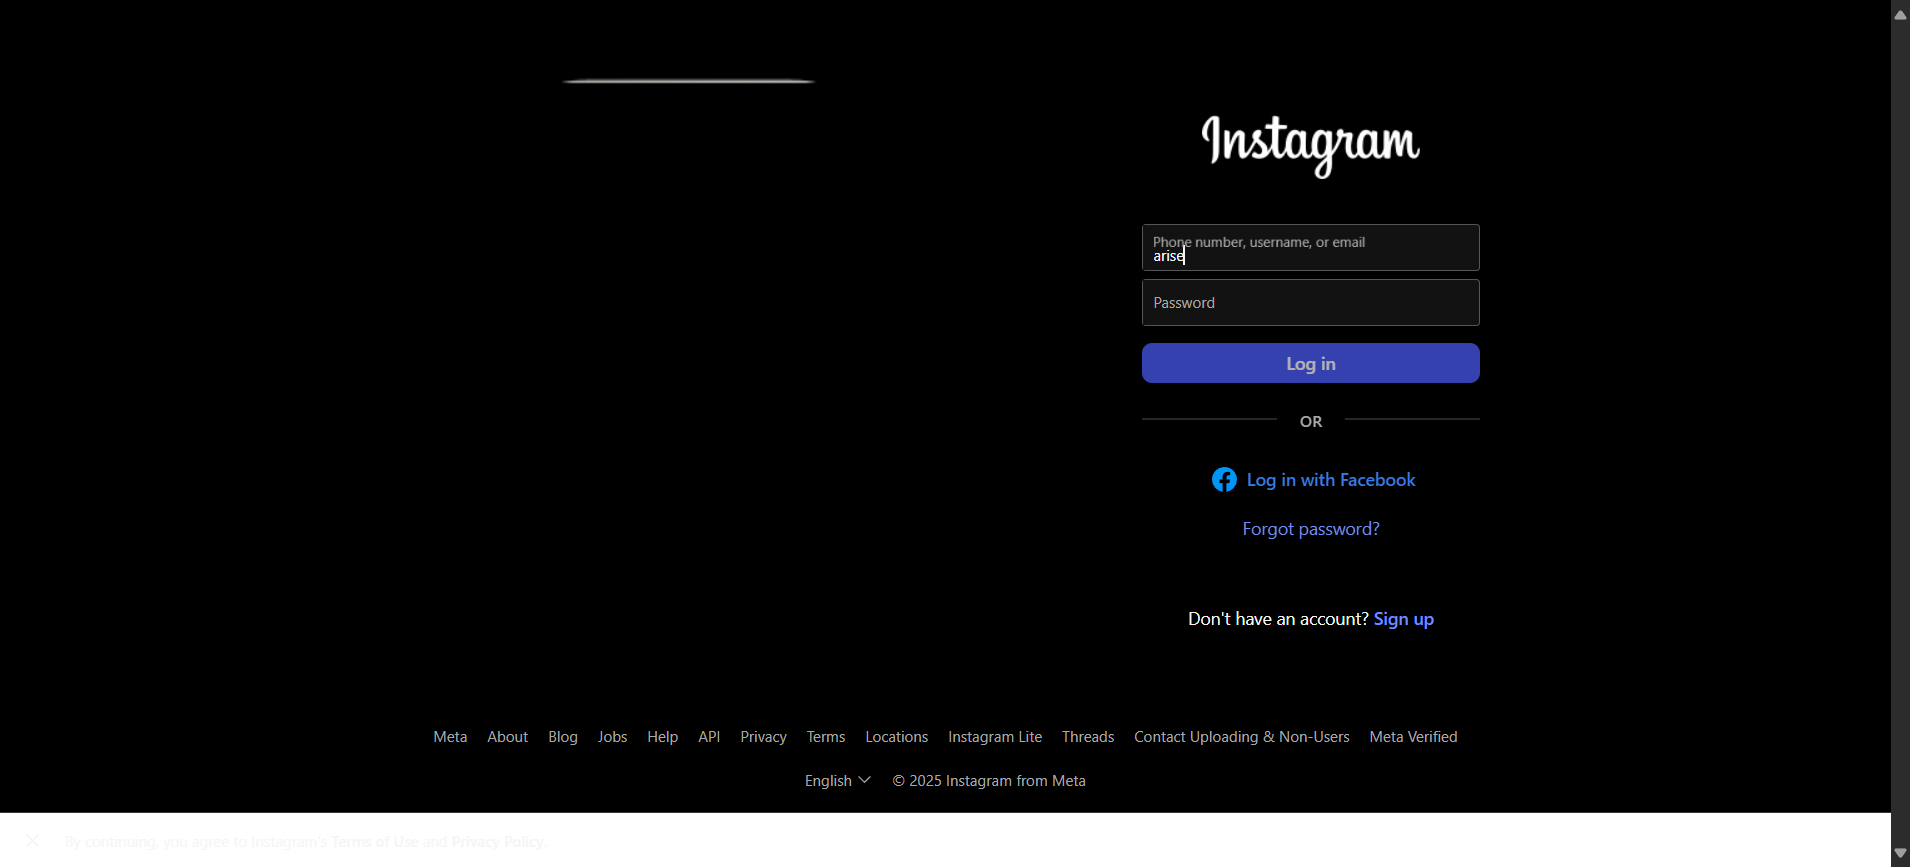 Instagram
Phone number, username, or email
arise
Password
Log in
OR
Log in with Facebook
Forgot password?
Don't have an account? Sign up
Meta About Blog Jobs Help API Privacy Terms Locations Instagram Lite Threads Contact Uploading & Non-Users Meta Verified
English © 2025 Instagram from Meta
By continuing, you agree to Instagram's Terms of Use and Privacy Policy.